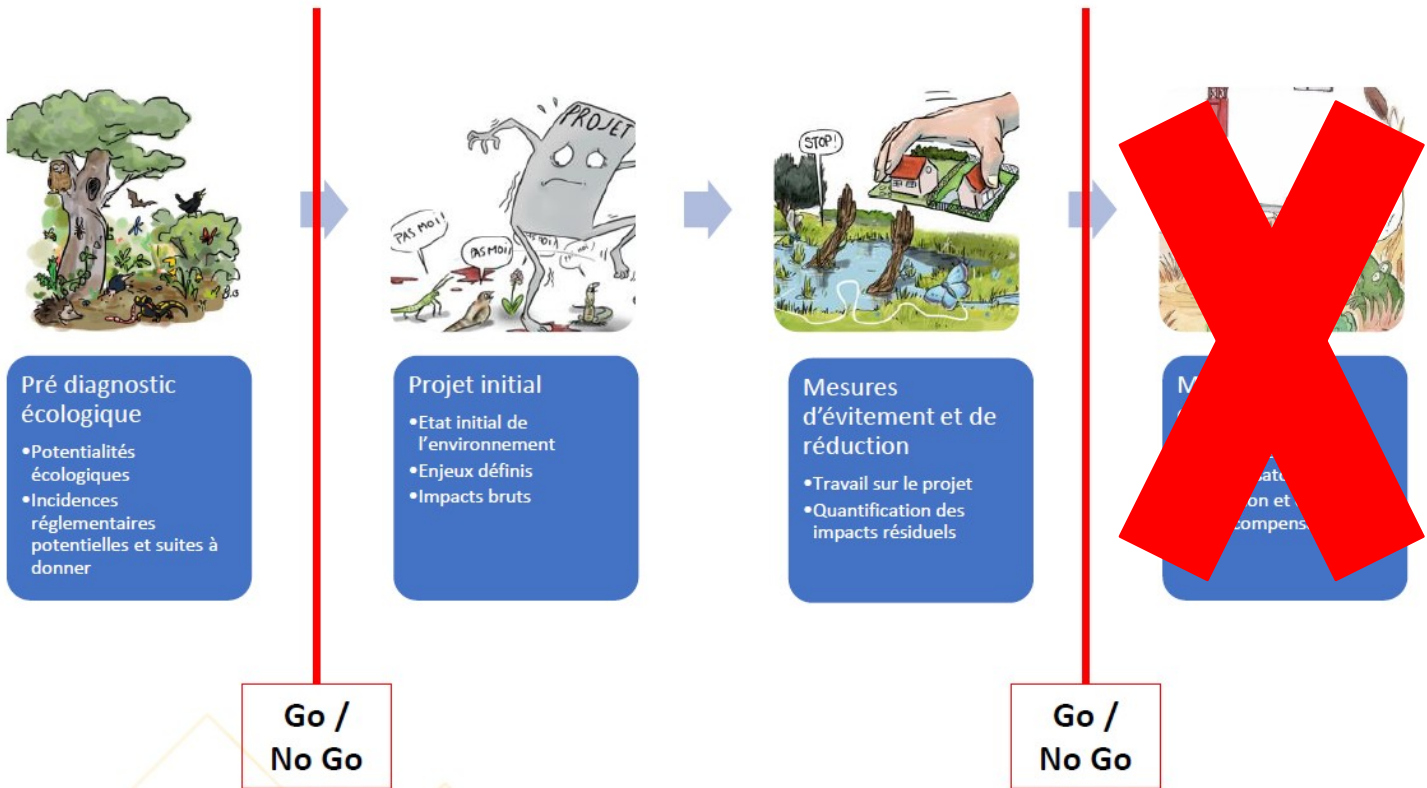 PROJET
PAS MOI!
PAS MOI!
STOP!
Pré diagnostic
écologique
•Potentialités
écologiques
•Incidences
réglementaires
potentielles et suites à
donner
Projet initial
•Etat initial de
l'environnement
•Enjeux définis
•Impacts bruts
Mesures
d'évitement et de
réduction
•Travail sur le projet
•Quantification des
impacts résiduels
et
Go /
No Go
Go /
No Go